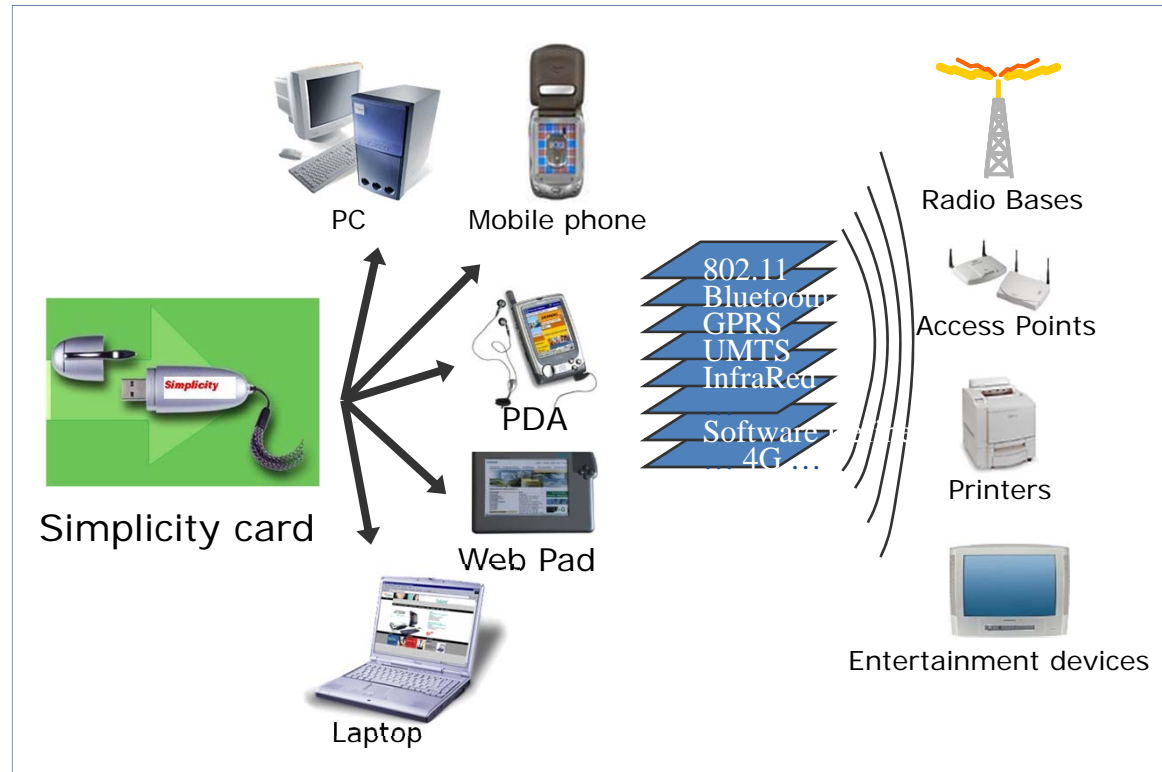 PC
Mobile phone
Simplicity
Simplicity card
PDA
Web Pad
Laptop
802.11
Bluetooth
GPRS
UMTS
InfraRed
…
Software
… 4G …
Radio Bases
Access Points
Printers
Entertainment devices